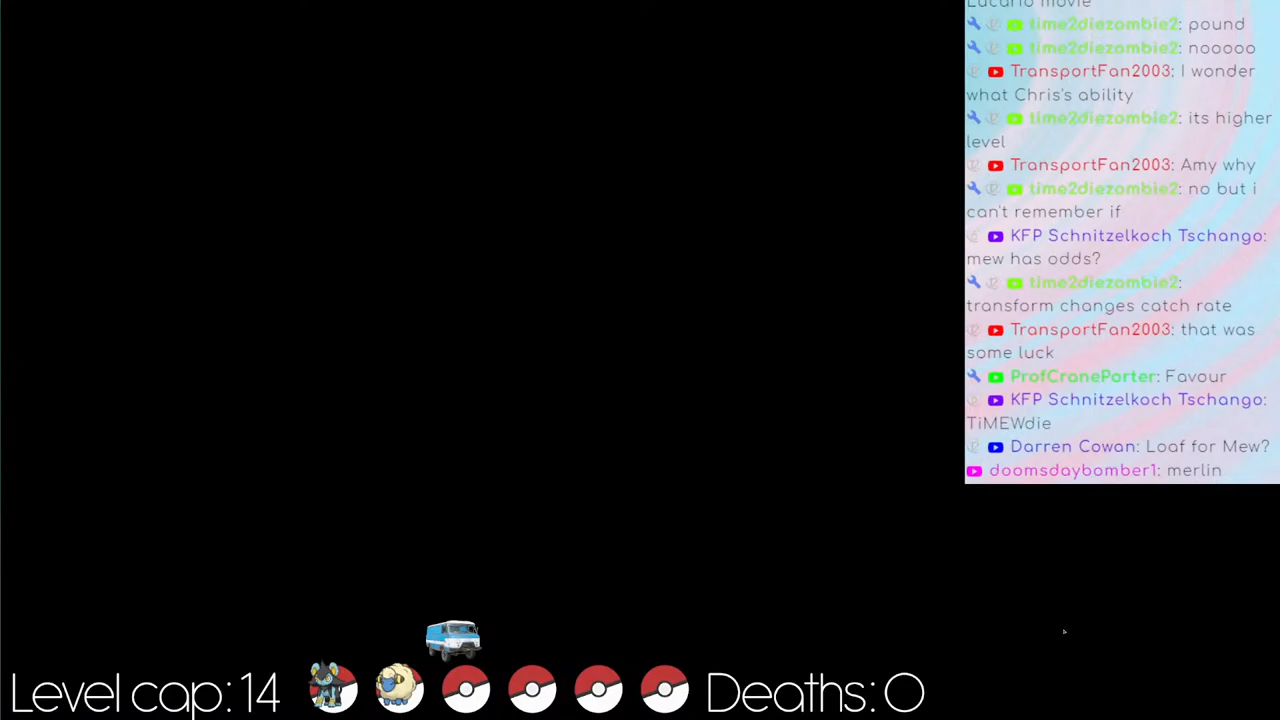 Lucario movie
time2diezombie2: pound
time2diezombie2: nooooo
TransportFan2003: I wonder
what Chris's ability
time2diezombie2: its higher
level
TransportFan2003: Amy why
time2diezombie2: no but i
can't remember if
KFP Schnitzelkoch Tschango:
mew has odds?
time2diezombie2:
transform changes catch rate
TransportFan2003: that was
some luck
ProfCranePorter: Favour
KFP Schnitzelkoch Tschango:
TiMEWdie
Darren Cowan: Loaf for Mew?
doomsdaybomber1: merlin
Level cap: 14
Deaths: 0